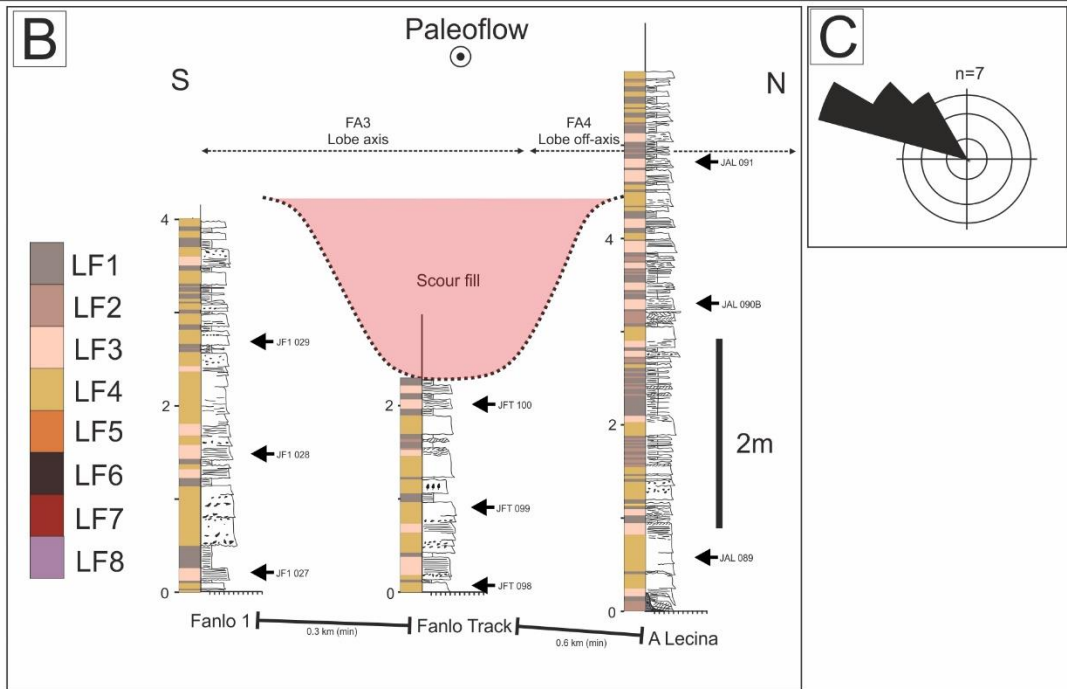 B
Paleoflow
S
N
FA3
Lobe axis
FA4
Lobe off-axis
JAL 091
4
4
Scour fill
LF1
LF2
LF3
LF4
LF5
LF6
LF7
LF8
JF1 029
JAL 090B
2
2
2
JFT 100
2m
JF1 028
JFT 099
JAL 089
JF1 027
JFT 098
0
0
0
Fanlo 1
0.3 km (min)
Fanlo Track
0.6 km (min)
A Lecina
C
n=7